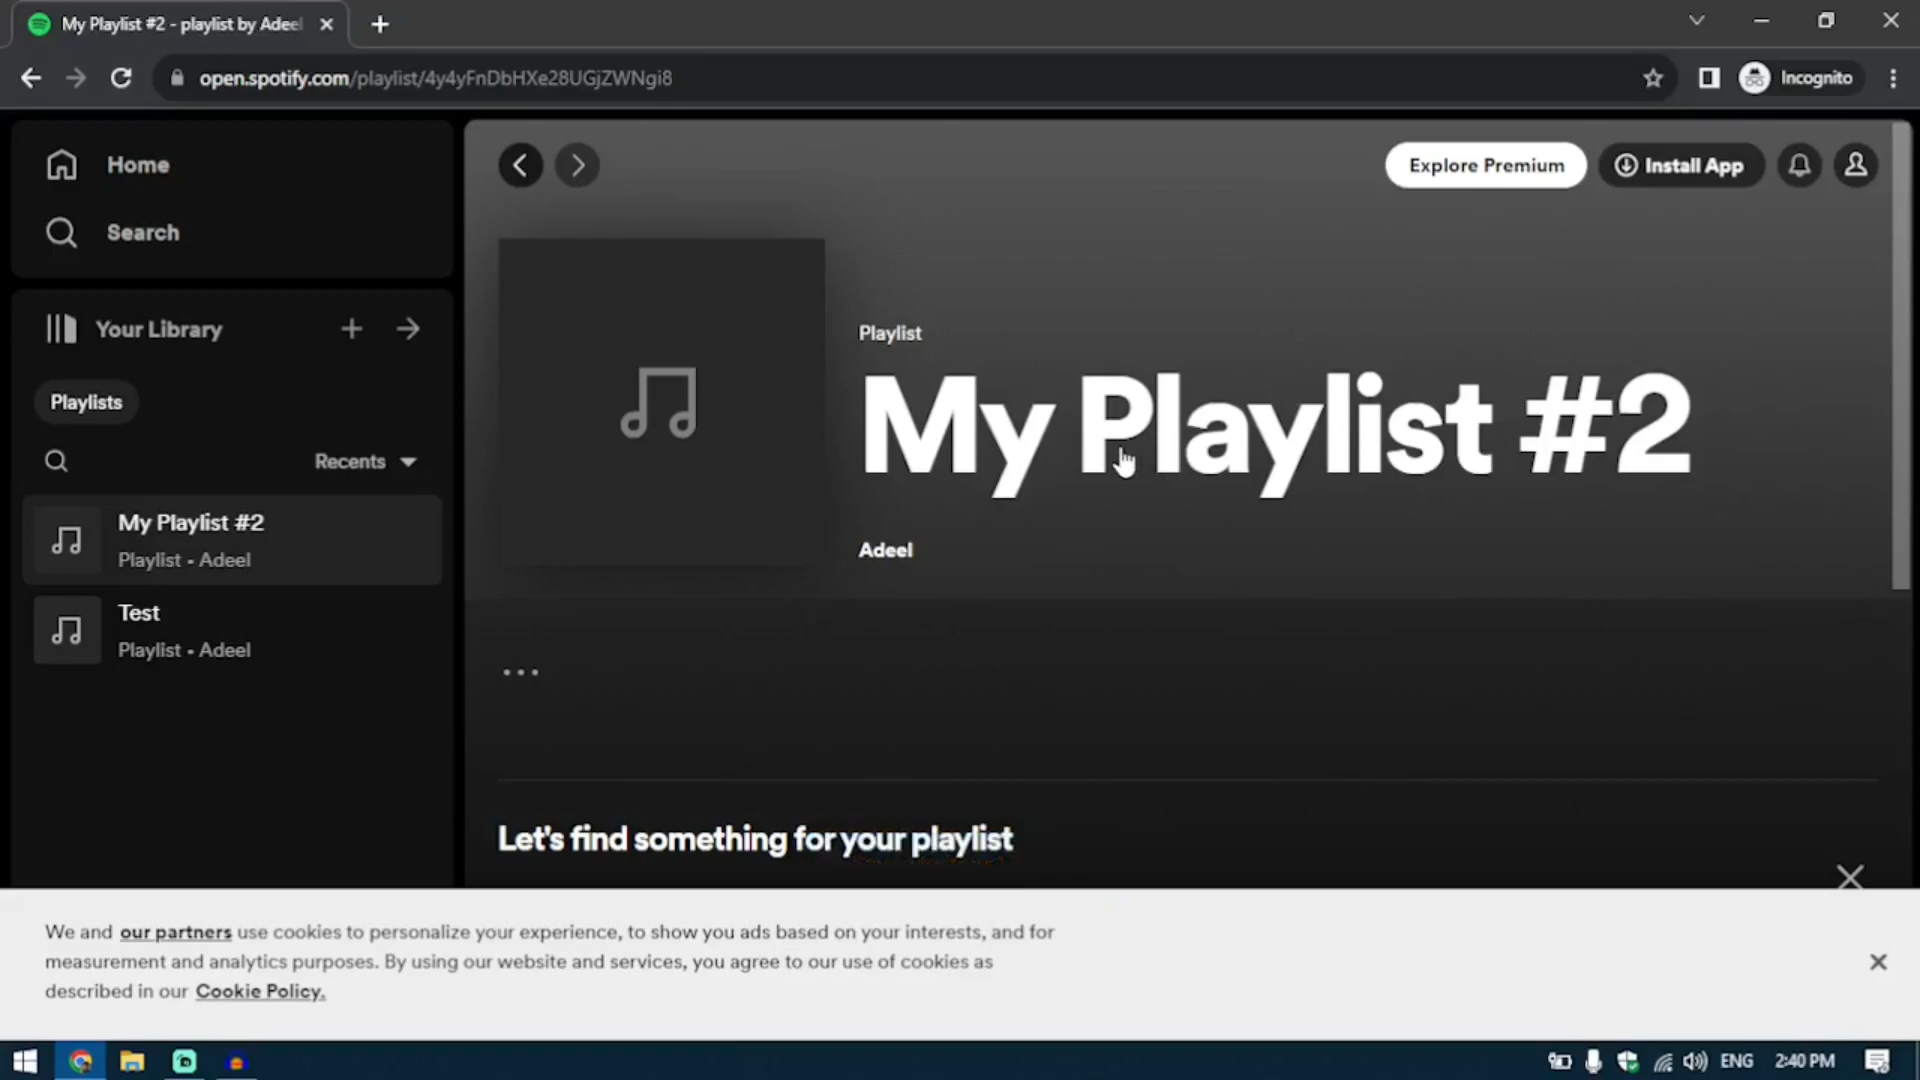 My Playlist #2 - playlist by Adeel
open.spotify.com/playlist/4y4yFnDbHXe28UGjZWNgi8
Incognito
Home
Search
Explore Premium
Install App
Your Library
Playlists
Recents
My Playlist #2
Playlist • Adeel
Test
Playlist • Adeel
Playlist
My Playlist #2
Adeel
Let's find something for your playlist
We and our partners use cookies to personalize your experience, to show you ads based on your interests, and for
measurement and analytics purposes. By using our website and services, you agree to our use of cookies as
described in our Cookie Policy.
ENG
2:40 PM